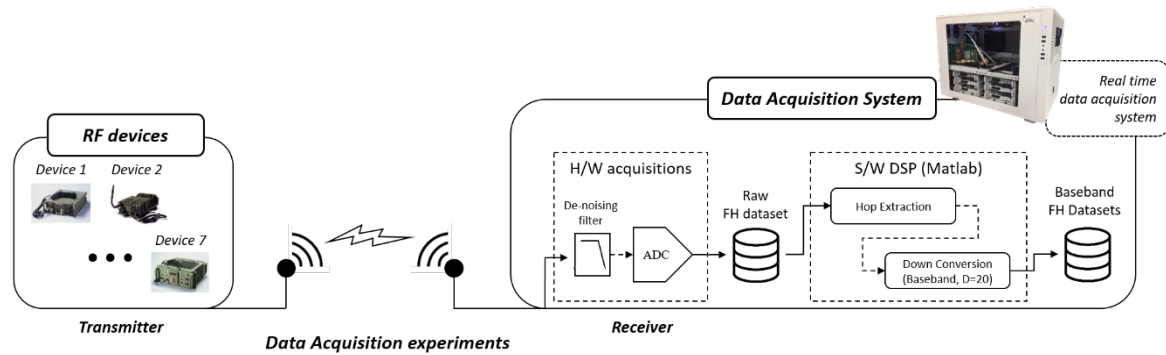 Real time
data acquisition
system
Data Acquisition System
RF devices
Device 1
Device 2
Device 7
H/W acquisitions
De-noising
filter
ADC
Raw
FH dataset
S/W DSP (Matlab)
Hop Extraction
Down Conversion
(Baseband, D=20)
Baseband
FH Datasets
Transmitter
Data Acquisition experiments
Receiver